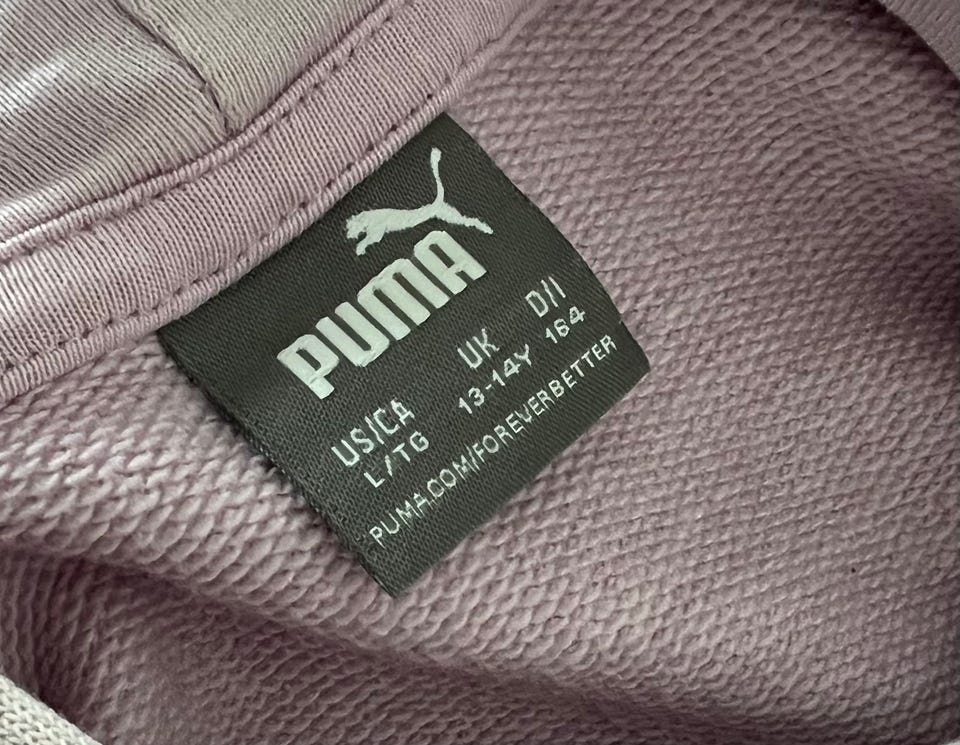 PUMA
US/CA UK D/I
L/TG 13-14Y 164
PUMA.COM/FOREVERBETTER